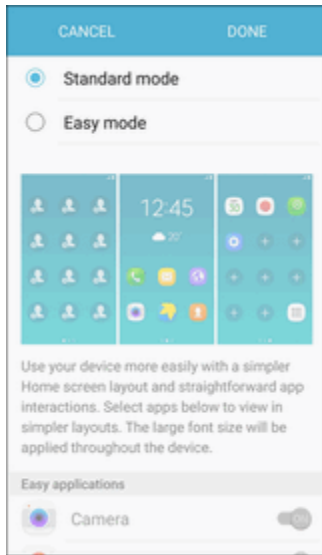 CANCEL DONE
Standard mode
Easy mode
12:45
20°
Use your device more easily with a simpler
Home screen layout and straightforward app
interactions. Select apps below to view in
simpler layouts. The large font size will be
applied throughout the device.
Easy applications
Camera ON